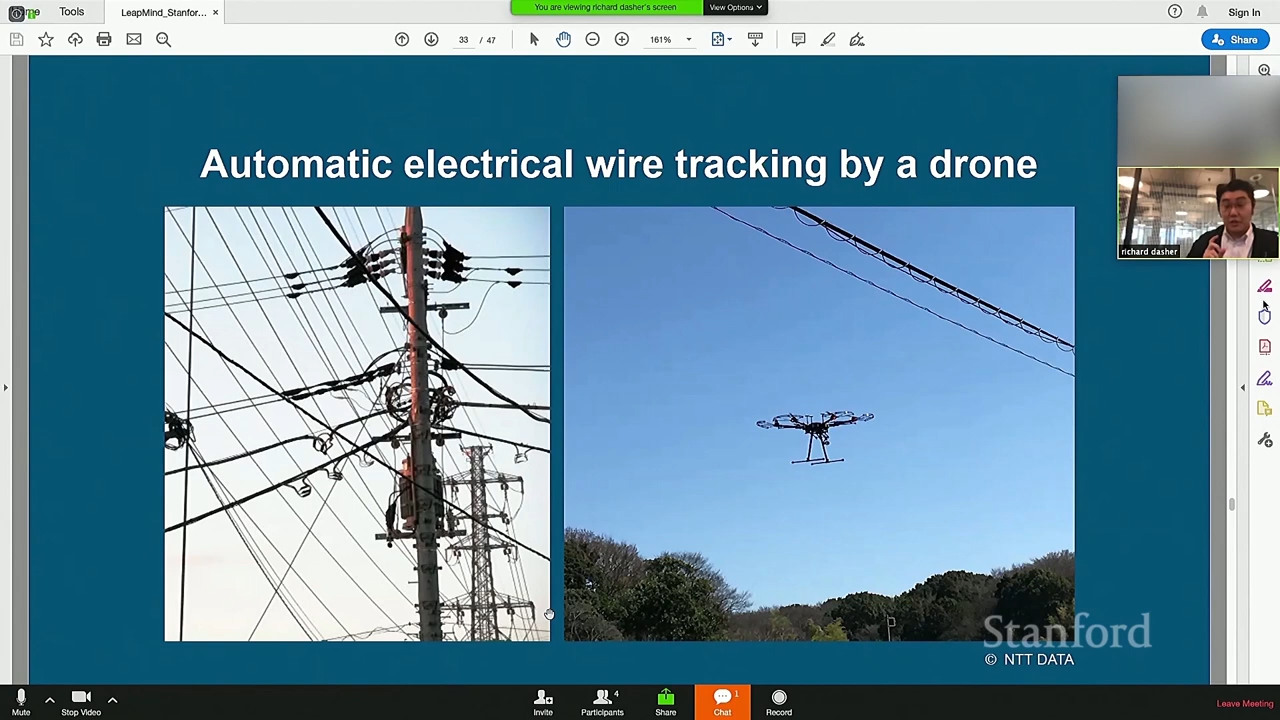 Tools
LeapMind_Stanfor... ×
You are viewing richard dasher's screen
View Options
Sign In
33 / 47
161%
Share
Automatic electrical wire tracking by a drone
richard dasher
Stanford
© NTT DATA
Mute
Stop Video
Invite
4
Participants
Share
1
Chat
Record
Leave Meeting